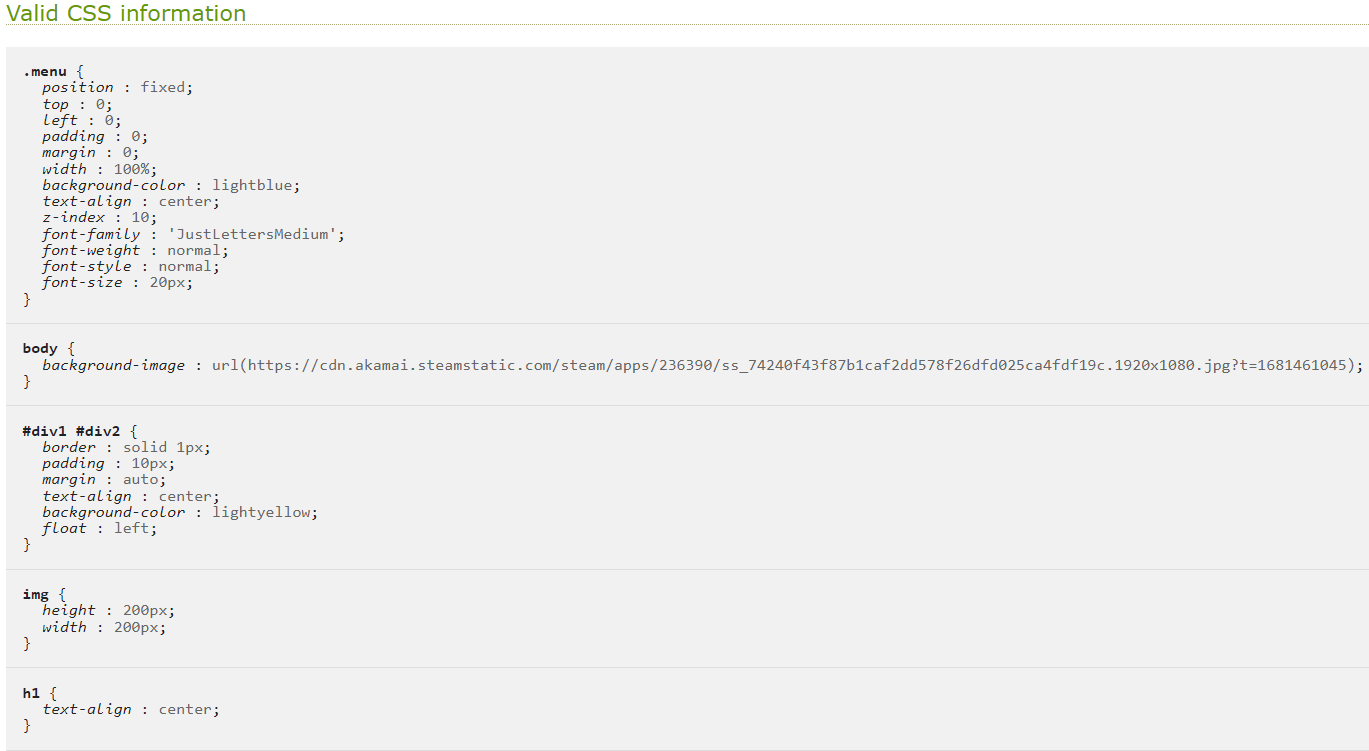 Valid CSS information
.menu {
position : fixed;
top : 0;
left : 0;
padding : 0;
margin : 0;
width : 100%;
background-color : lightblue;
text-align : center;
z-index : 10;
font-family : 'JustLettersMedium';
font-weight : normal;
font-style : normal;
font-size : 20px;
}
body {
background-image : url(https://cdn.akamai.steamstatic.com/steam/apps/236390/ss_74240f43f87b1caf2dd578f26dfd025ca4fdf19c.1920x1080.jpg?t=1681461045);
}
#div1 #div2 {
border : solid 1px;
padding : 10px;
margin : auto;
text-align : center;
background-color : lightyellow;
float : left;
}
img {
height : 200px;
width : 200px;
}
h1 {
text-align : center;
}